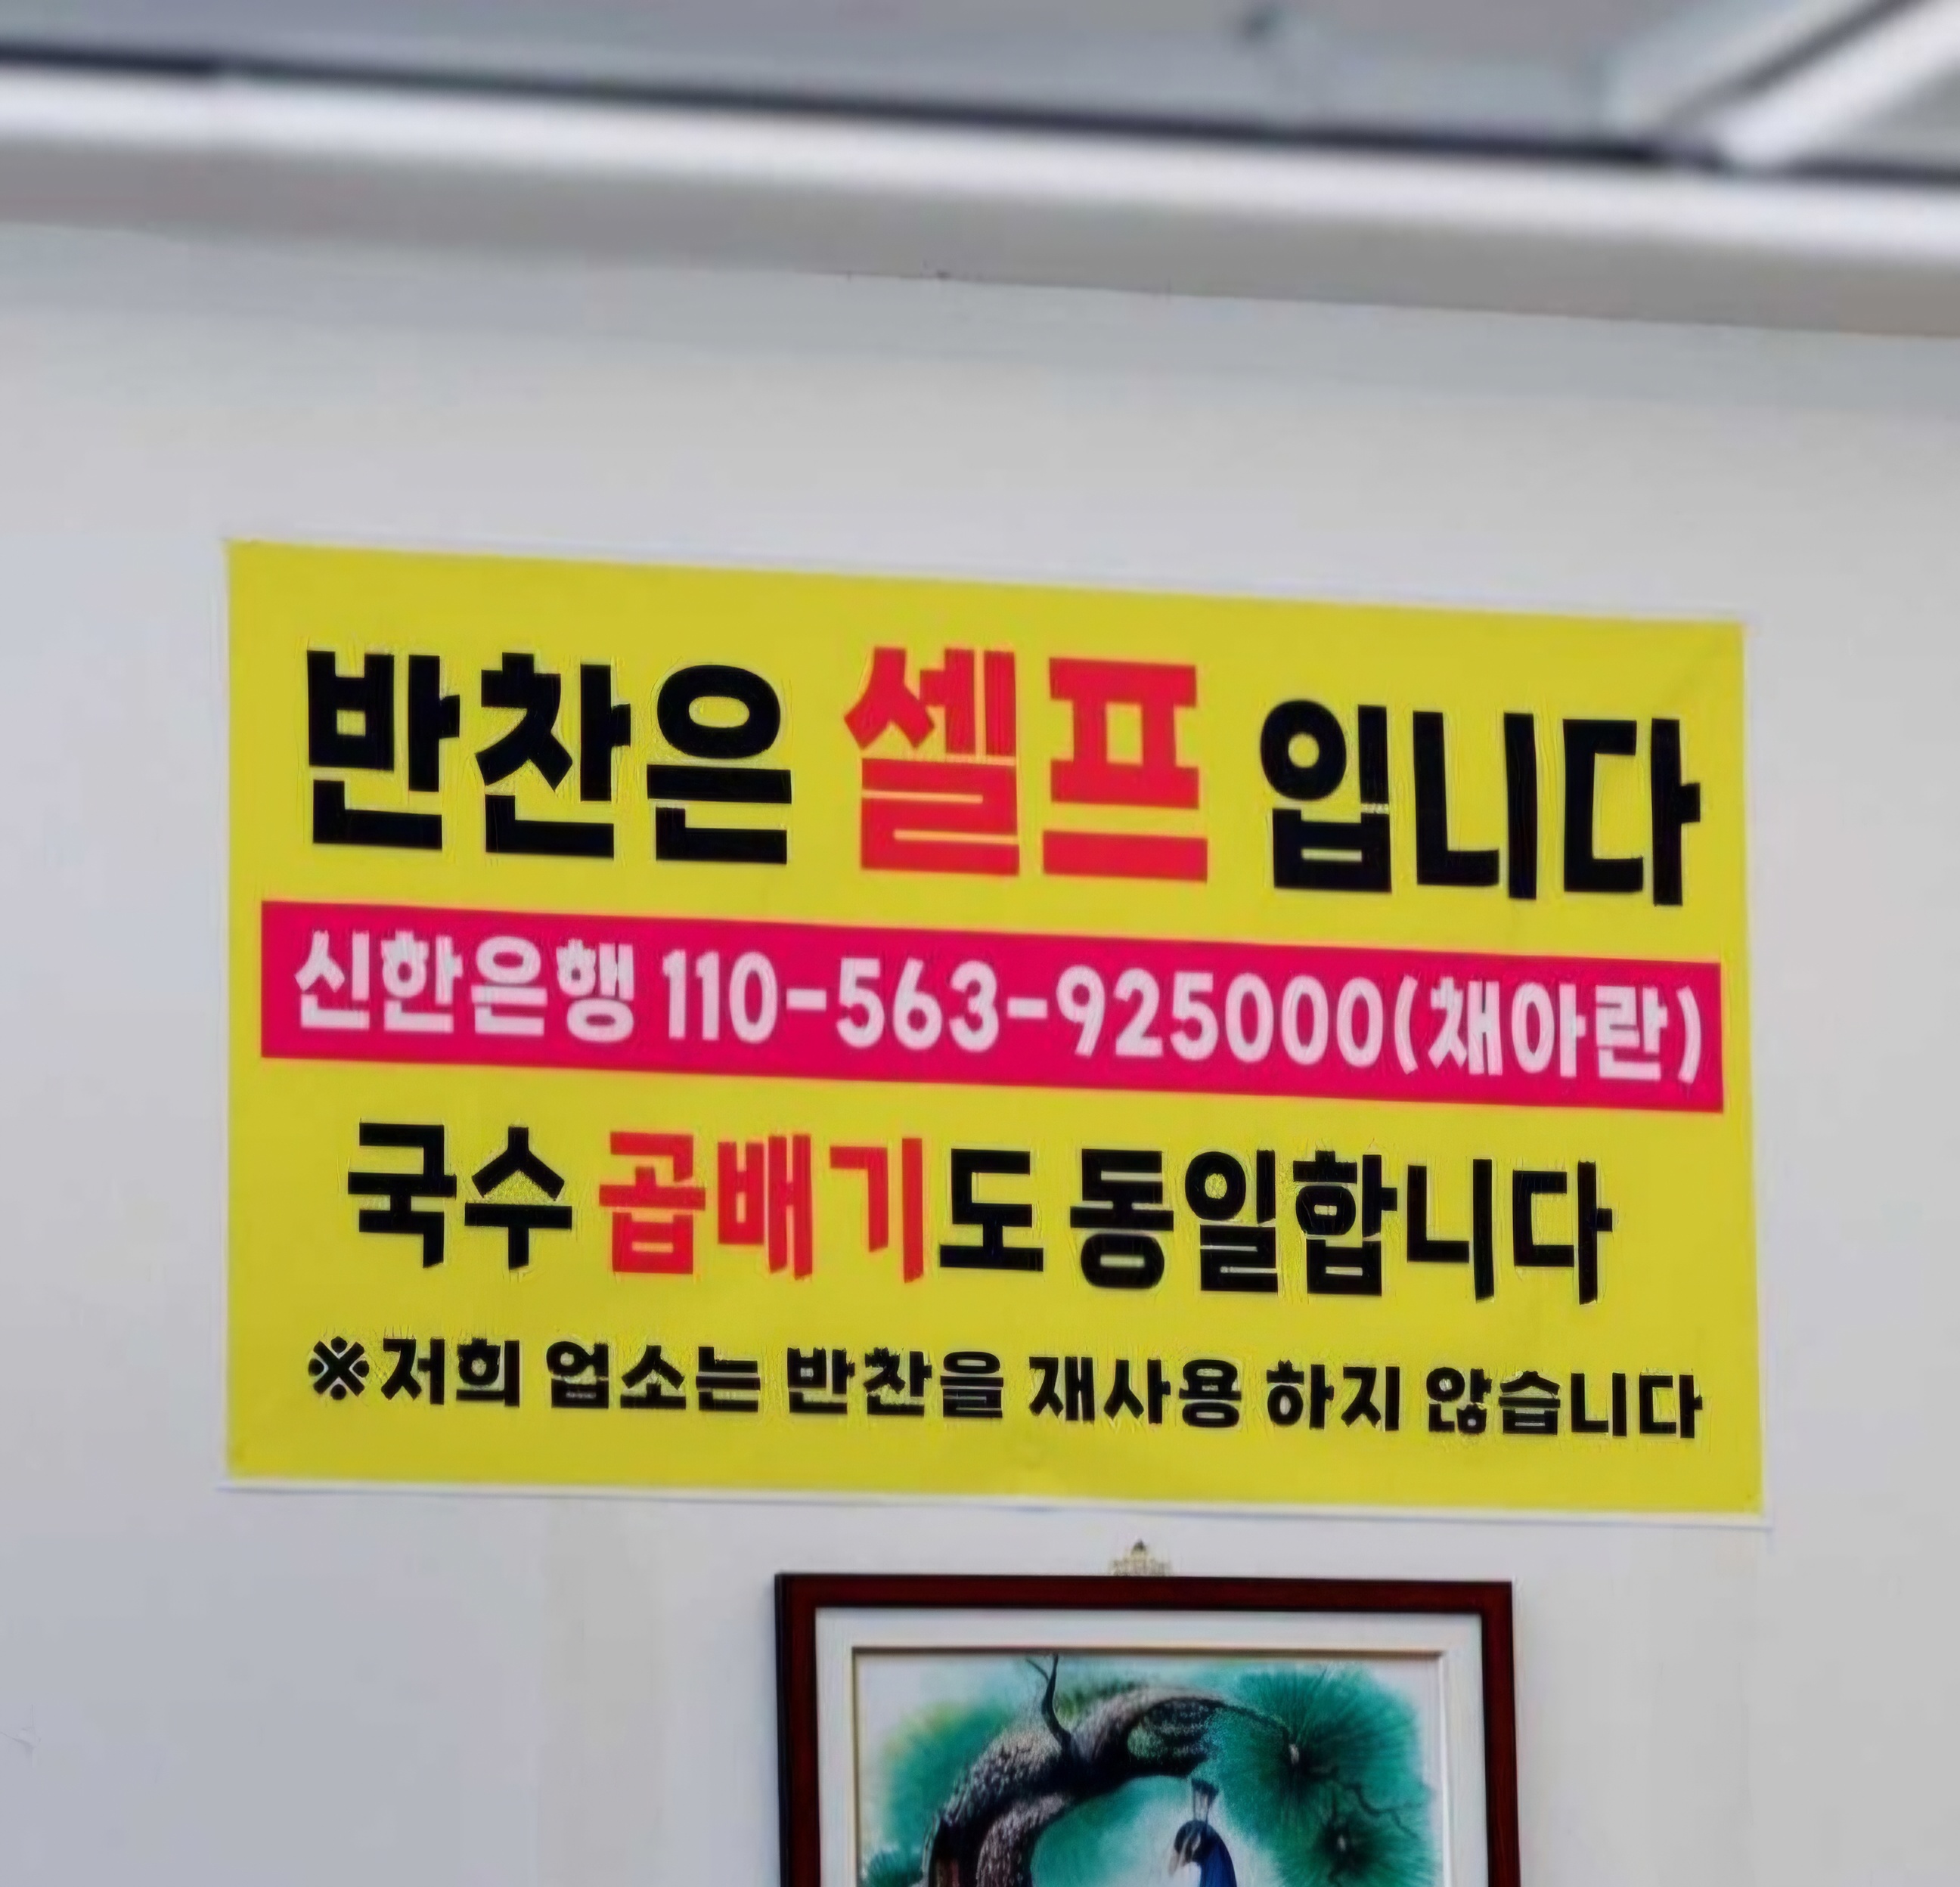 반찬은 셀프 입니다
신한은행 110-563-925000(채아란)
국수 곱배기도 동일합니다
※저희 업소는 반찬을 재사용 하지 않습니다